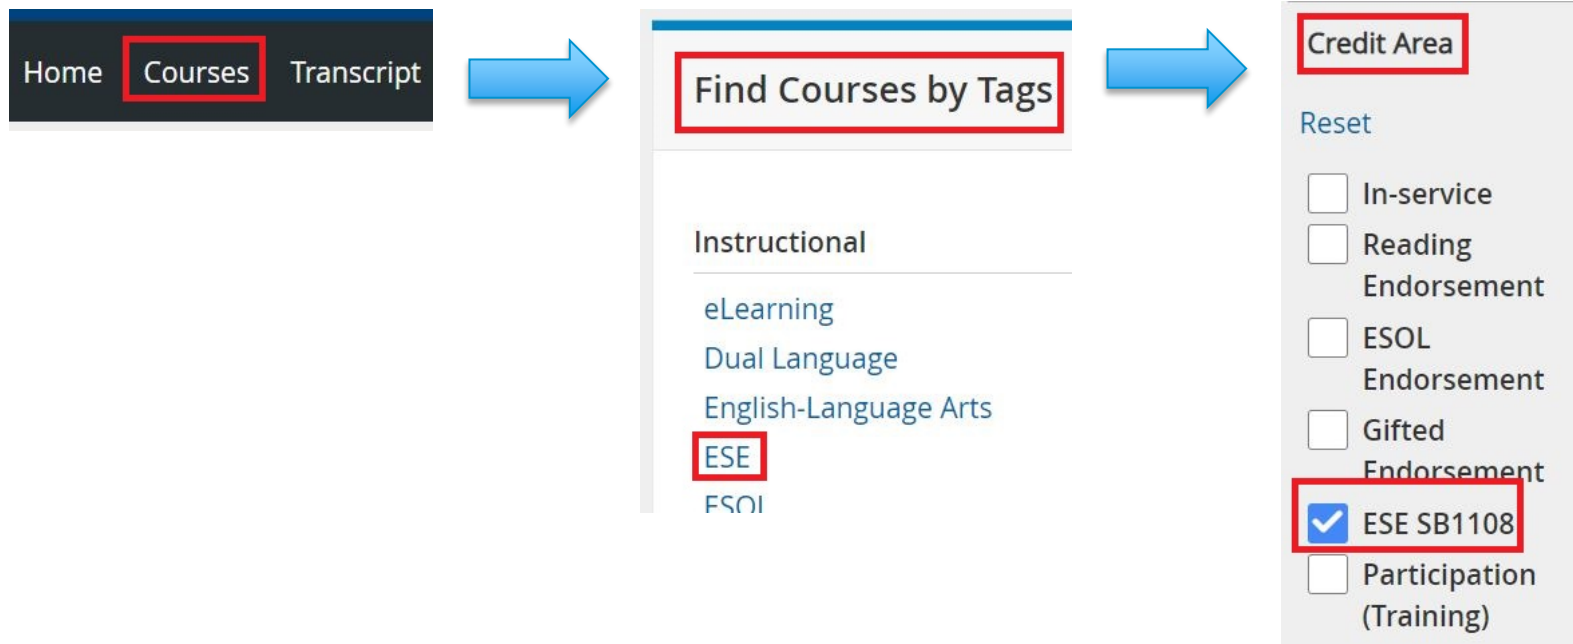 Home Courses Transcript
Find Courses by Tags
Instructional
eLearning
Dual Language
English-Language Arts
ESE
ESOL
Credit Area
Reset
In-service
Reading
Endorsement
ESOL
Endorsement
Gifted
Endorsement
ESE SB1108
Participation
(Training)